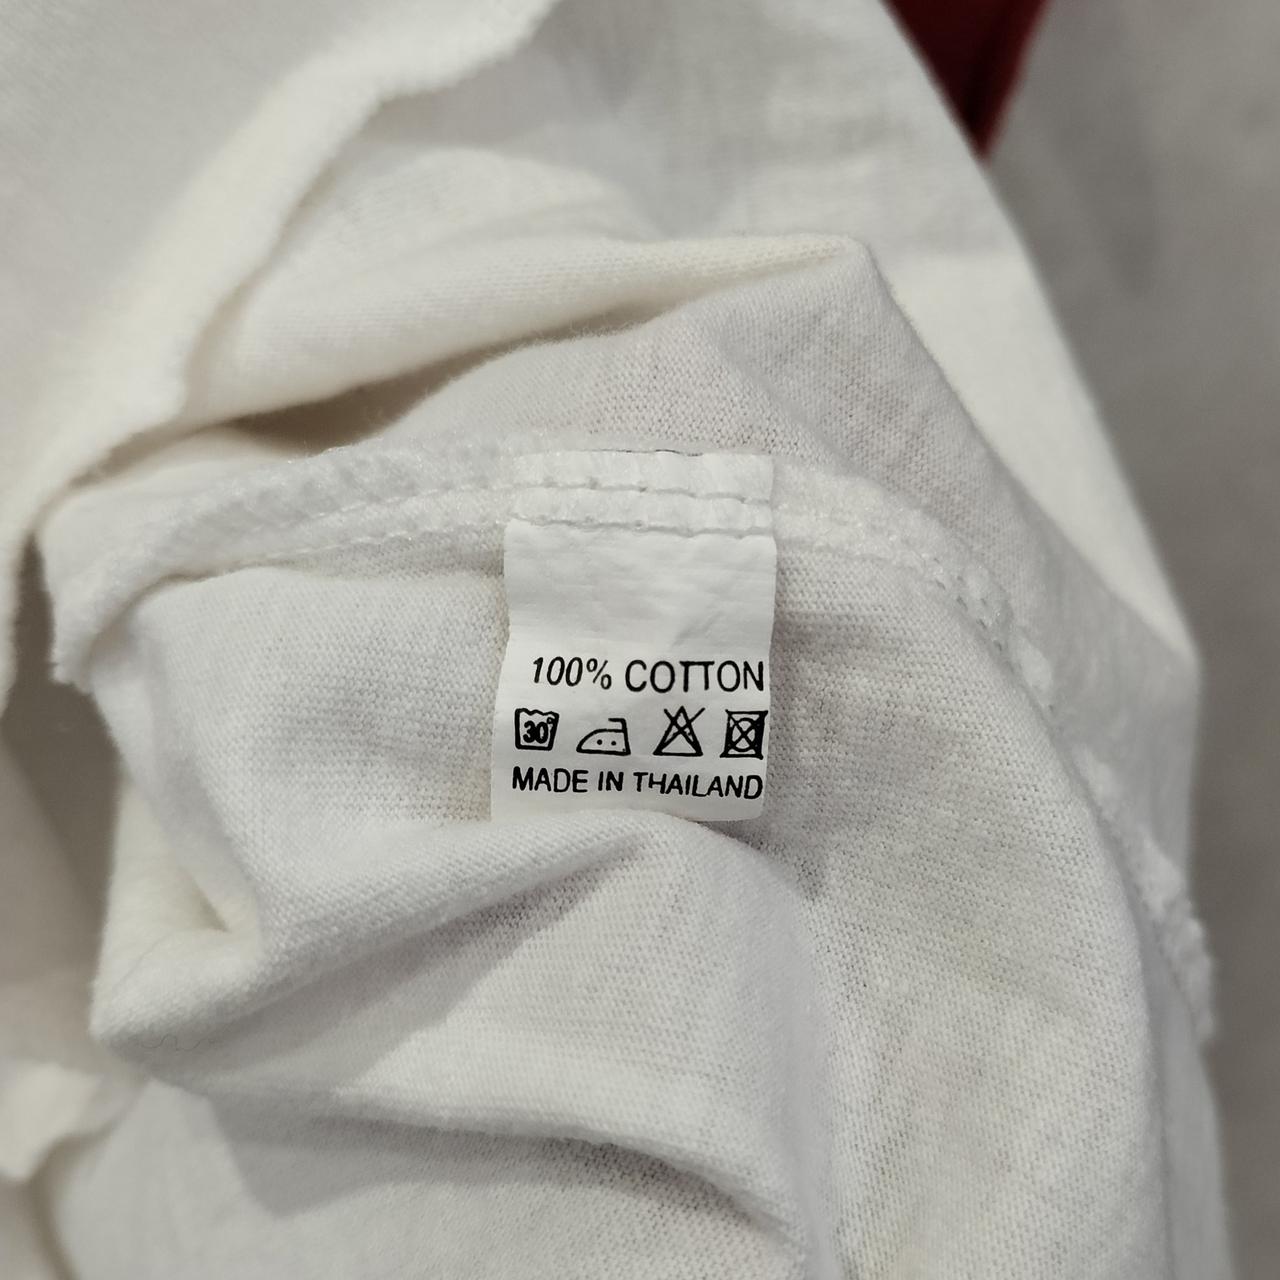 100% COTTON
30°
MADE IN THAILAND